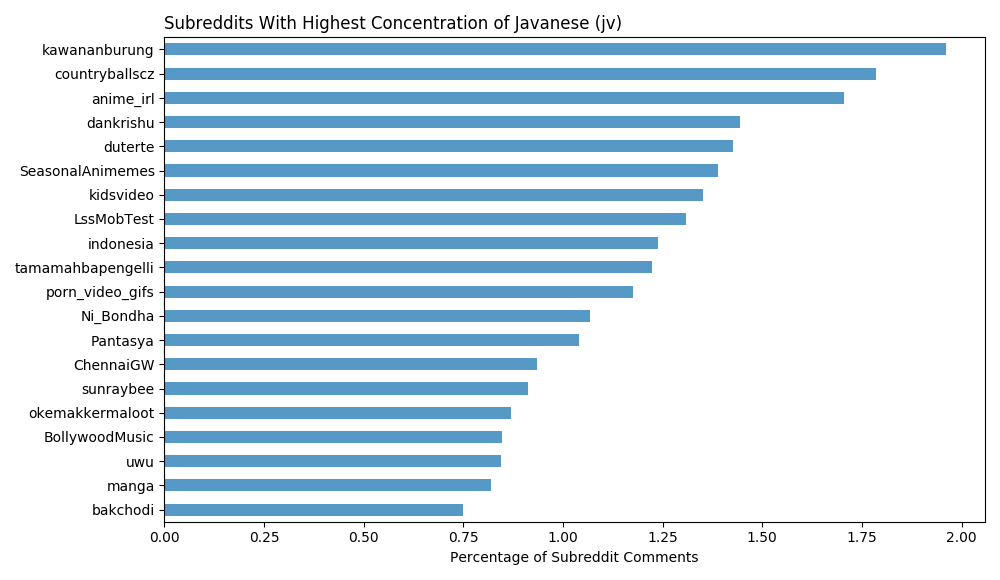 Subreddits With Highest Concentration of Javanese (jv)
kawananburung
countryballscz
anime_irl
dankrishu
duterte
SeasonalAnimemes
kidsvideo
LssMobTest
indonesia
tamamahbapengelli
porn_video_gifs
Ni_Bondha
Pantasya
ChennaiGW
sunraybee
okemakkermaloot
BollywoodMusic
uwu
manga
bakchodi
0.00 0.25 0.50 0.75 1.00 1.25 1.50 1.75 2.00
Percentage of Subreddit Comments